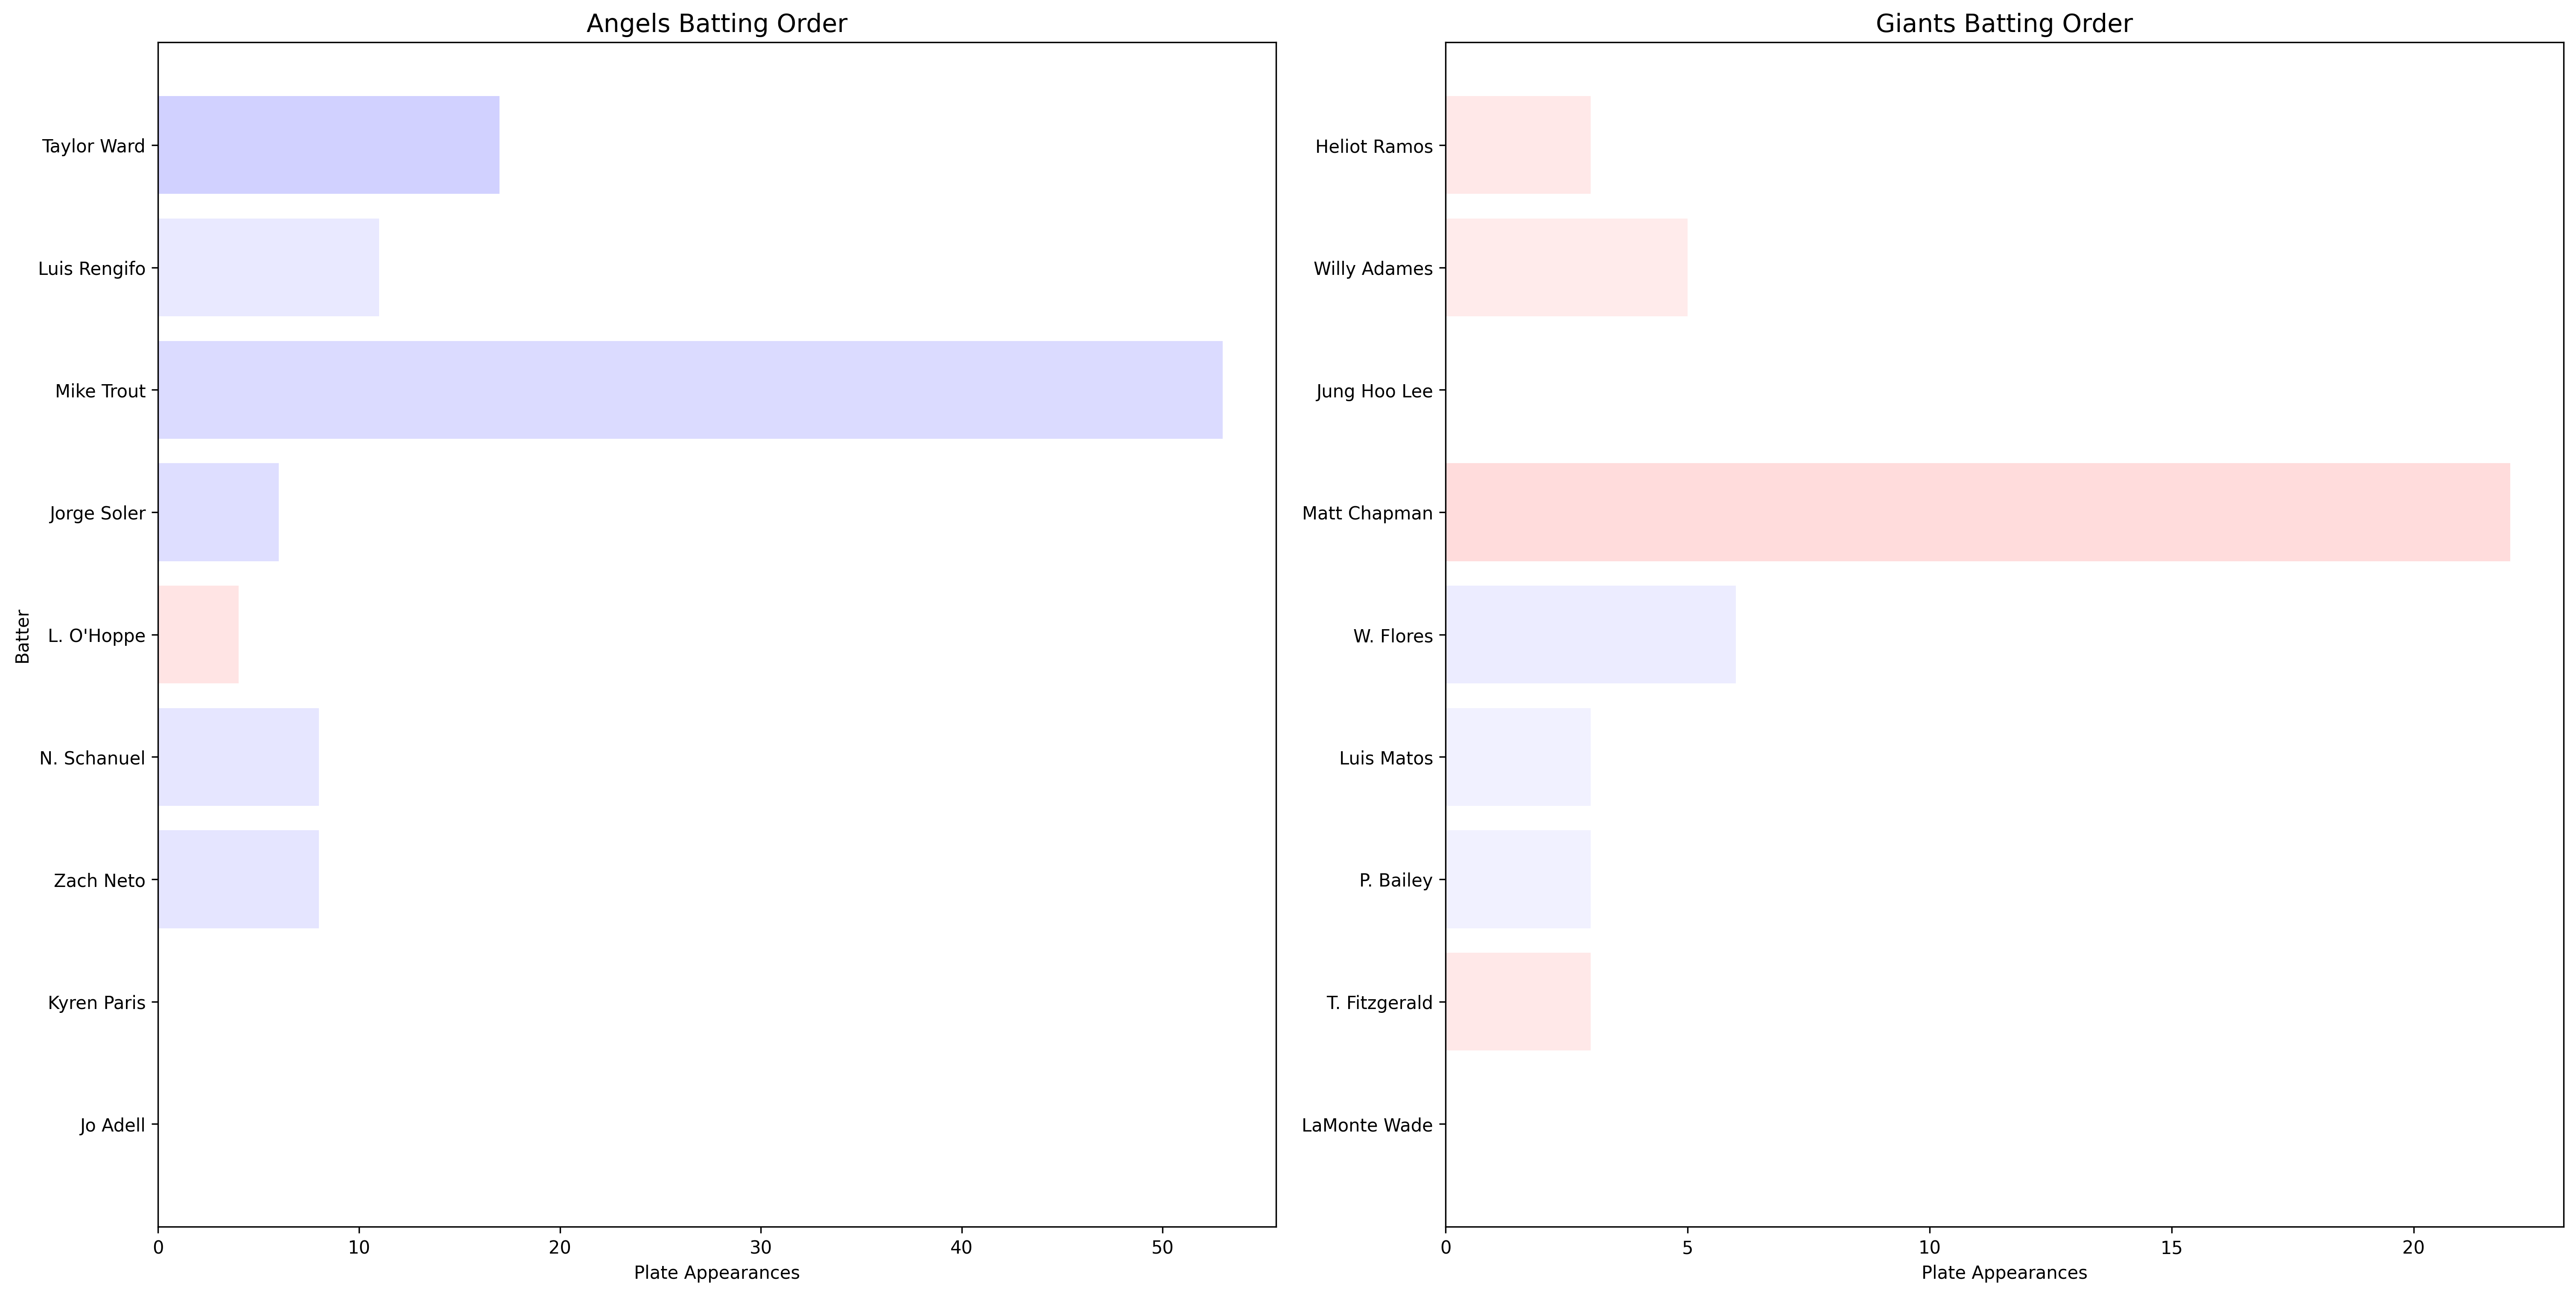 Angels Batting Order
Batter
Taylor Ward
Luis Rengifo
Mike Trout
Jorge Soler
L. O'Hoppe
N. Schanuel
Zach Neto
Kyren Paris
Jo Adell
0 10 20 30 40 50
Plate Appearances
Giants Batting Order
Heliot Ramos
Willy Adames
Jung Hoo Lee
Matt Chapman
W. Flores
Luis Matos
P. Bailey
T. Fitzgerald
LaMonte Wade
0 5 10 15 20
Plate Appearances